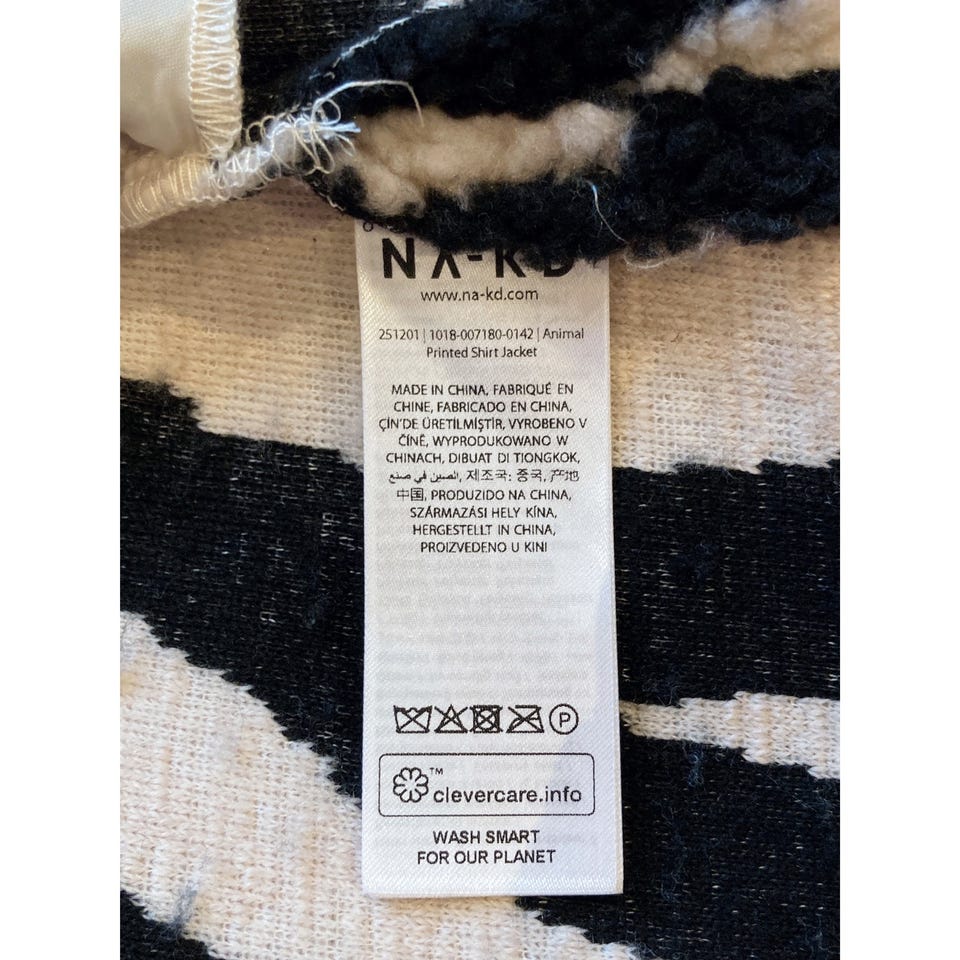 NA-KD
www.na-kd.com
251201 | 1018-007180-0142 | Animal
Printed Shirt Jacket
MADE IN CHINA, FABRIQUÉ EN
CHINE, FABRICADO EN CHINA,
ÇİN'DE ÜRETİLMİŞTİR, VYROBENO V
ČÍNĚ, WYPRODUKOWANO W
CHINACH, DIBUAT DI TIONGKOK,
الصين في صنع, 제조국: 중국, 产地
中国, PRODUZIDO NA CHINA,
SZÁRMAZÁSI HELY KÍNA,
HERGESTELLT IN CHINA,
PROIZVEDENO U KINI
P
™
clevercare.info
WASH SMART
FOR OUR PLANET